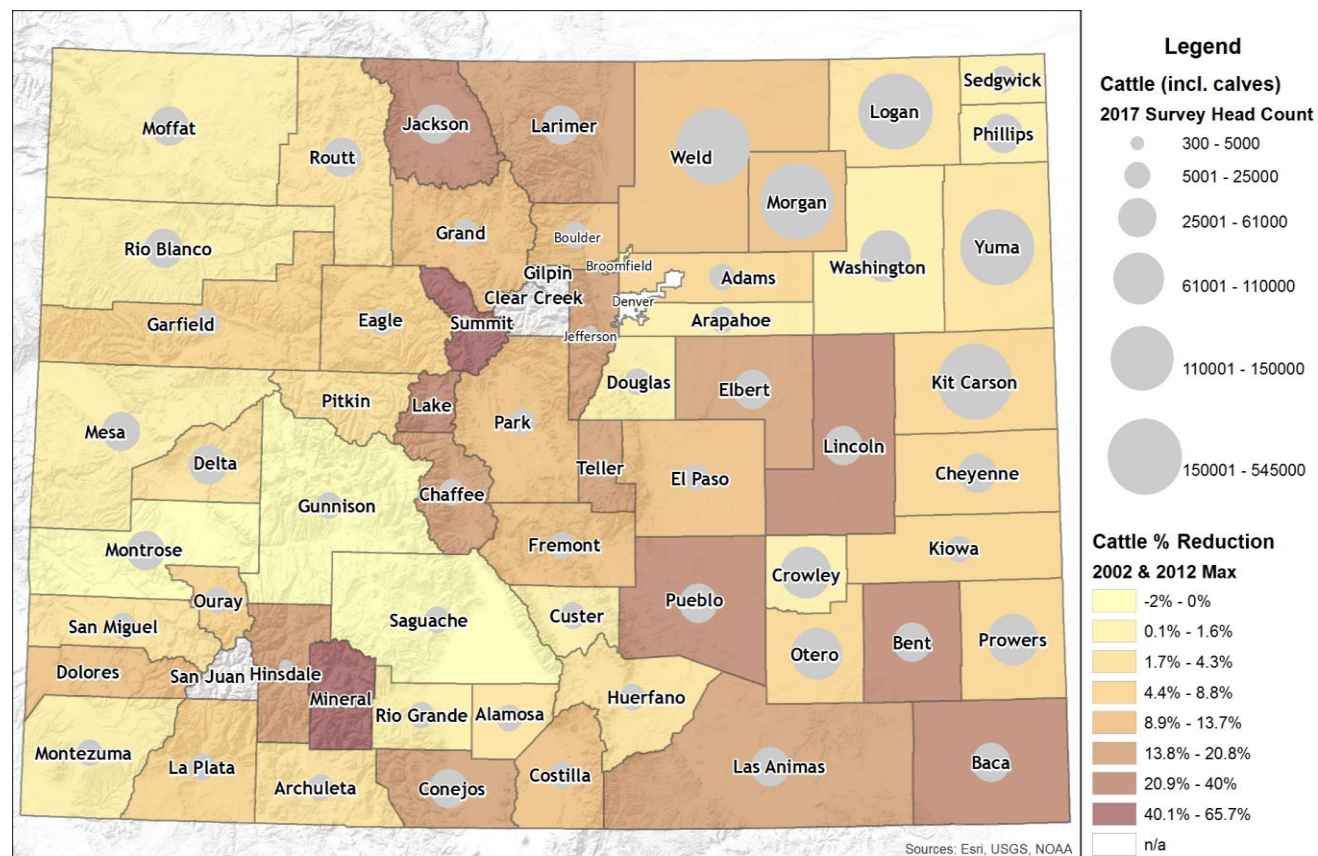 Sedgwick
Logan
Phillips
Moffat
Jackson
Larimer
Routt
Weld
Morgan
Rio Blanco
Grand
Boulder
Yuma
Washington
Gilpin
Broomfield
Adams
Clear Creek
Denver
Garfield
Eagle
Summit
Arapahoe
Jefferson
Kit Carson
Douglas
Elbert
Pitkin
Lake
Park
Mesa
Lincoln
Delta
Teller
Cheyenne
El Paso
Chaffee
Gunnison
Montrose
Fremont
Kiowa
Crowley
Ouray
Pueblo
San Miguel
Saguache
Custer
Bent
Prowers
Otero
Dolores
San Juan
Hinsdale
Mineral
Huerfano
Rio Grande
Alamosa
Montezuma
La Plata
Archuleta
Conejos
Costilla
Las Animas
Baca
Sources: Esri, USGS, NOAA
Legend
Cattle (incl. calves)
2017 Survey Head Count
300 - 5000
5001 - 25000
25001 - 61000
61001 - 110000
110001 - 150000
150001 - 545000
Cattle % Reduction
2002 & 2012 Max
-2% - 0%
0.1% - 1.6%
1.7% - 4.3%
4.4% - 8.8%
8.9% - 13.7%
13.8% - 20.8%
20.9% - 40%
40.1% - 65.7%
n/a